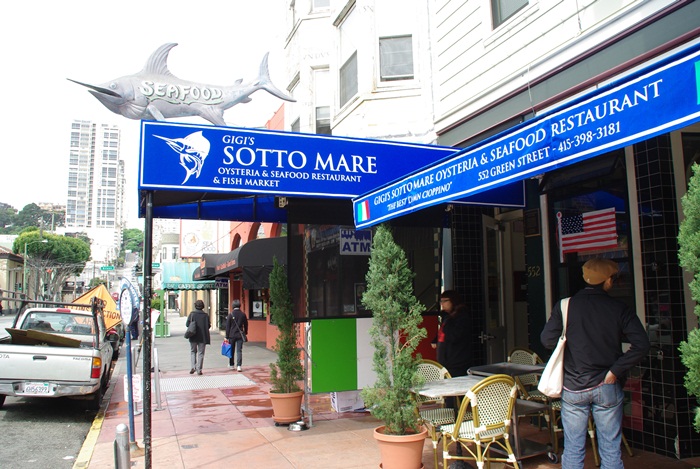 SEAFOOD
GIGI'S
SOTTO MARE
OYSTERIA & SEAFOOD RESTAURANT
& FISH MARKET
GIGI'S SOTTO MARE OYSTERIA & SEAFOOD RESTAURANT
"THE BEST DAMN CIOPPINO"
552 GREEN STREET - 415-398-3181
ATM
552